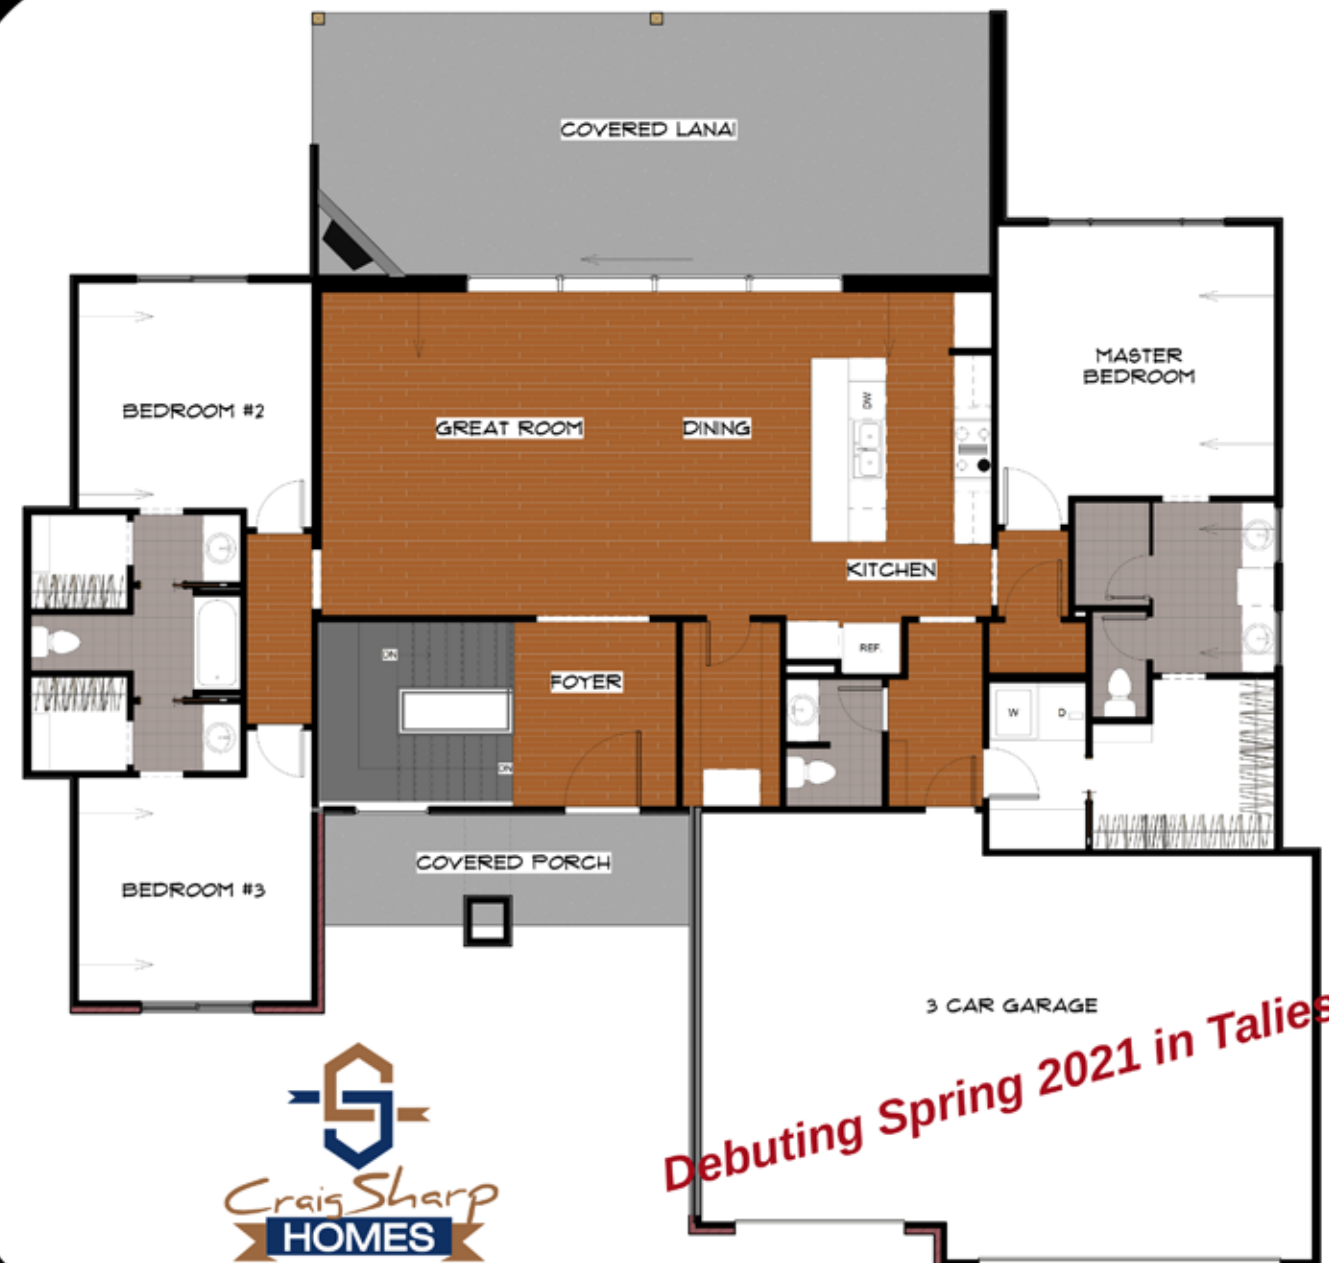 COVERED LANAI
MASTER
BEDROOM
BEDROOM #2
GREAT ROOM
DINING
DW
KITCHEN
REF.
DN
FOYER
W
D
DN
COVERED PORCH
BEDROOM #3
3 CAR GARAGE
Debuting Spring 2021 in Talies
Craig Sharp
HOMES